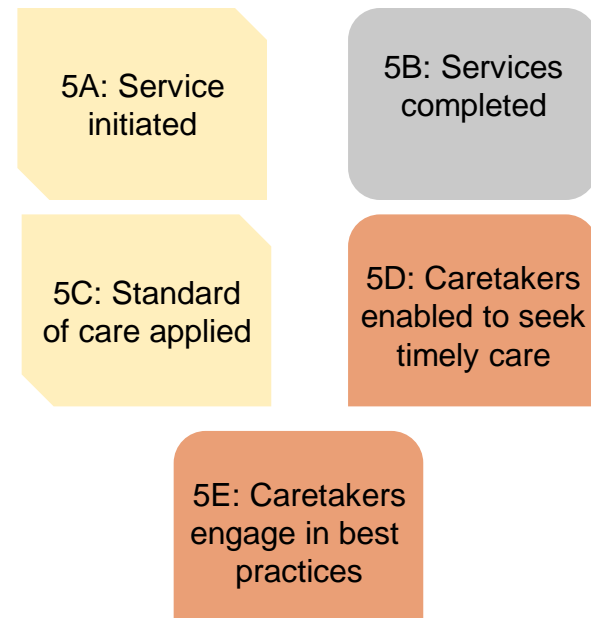 5A: Service
initiated
5B: Services
completed
5C: Standard
of care applied
5D: Caretakers
enabled to seek
timely care
5E: Caretakers
engage in best
practices